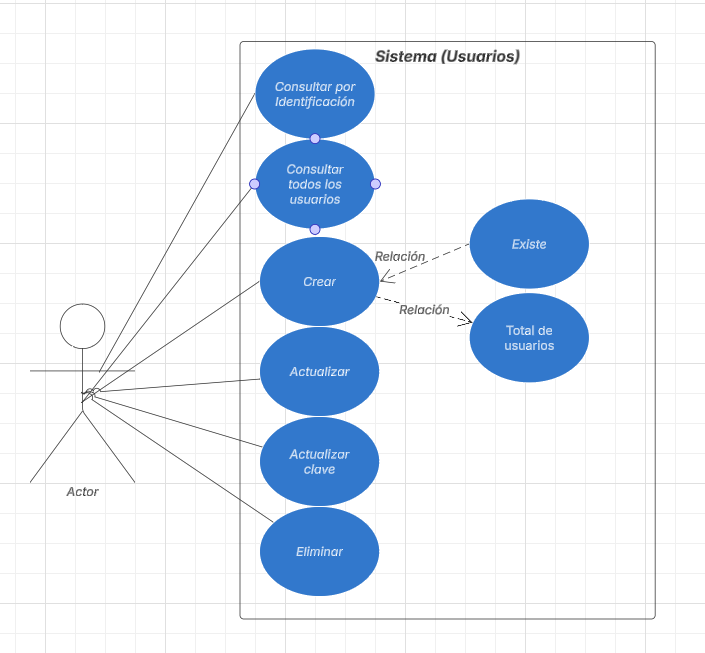 Sistema (Usuarios)
Consultar por
Identificación
Consultar
todos los
usuarios
Relación
Existe
Crear
Relación
Total de
usuarios
Actualizar
Actualizar
clave
Actor
Eliminar